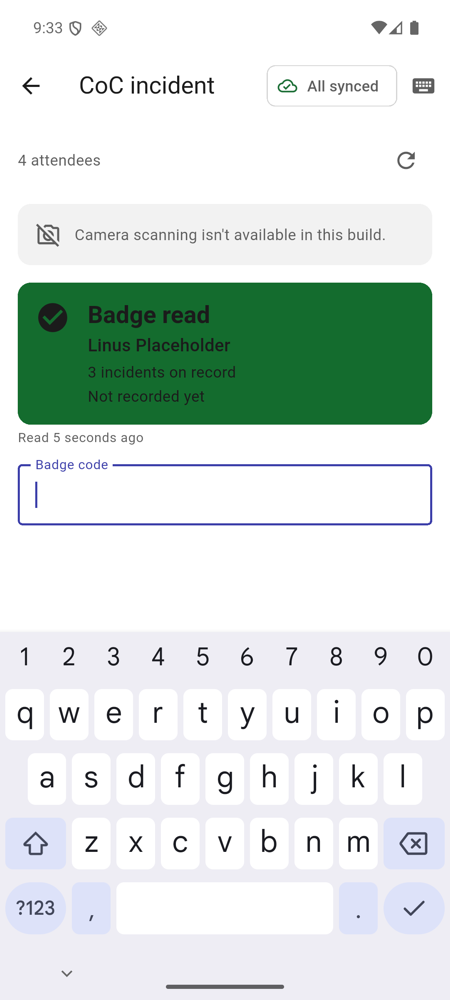 9:33
CoC incident
All synced
4 attendees
Camera scanning isn't available in this build.
Badge read
Linus Placeholder
3 incidents on record
Not recorded yet
Read 5 seconds ago
Badge code
1 2 3 4 5 6 7 8 9 0
q w e r t y u i o p
a s d f g h j k l
z x c v b n m
?123 , .